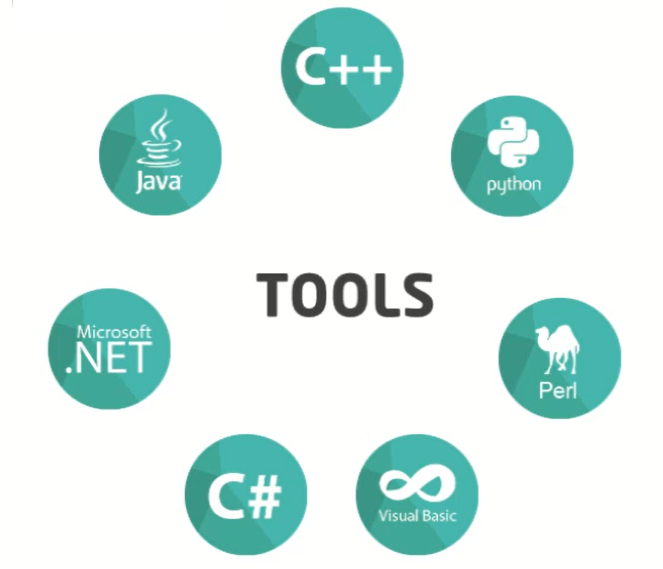 C++
Java
python
TOOLS
Microsoft
.NET
Perl
C#
Visual Basic